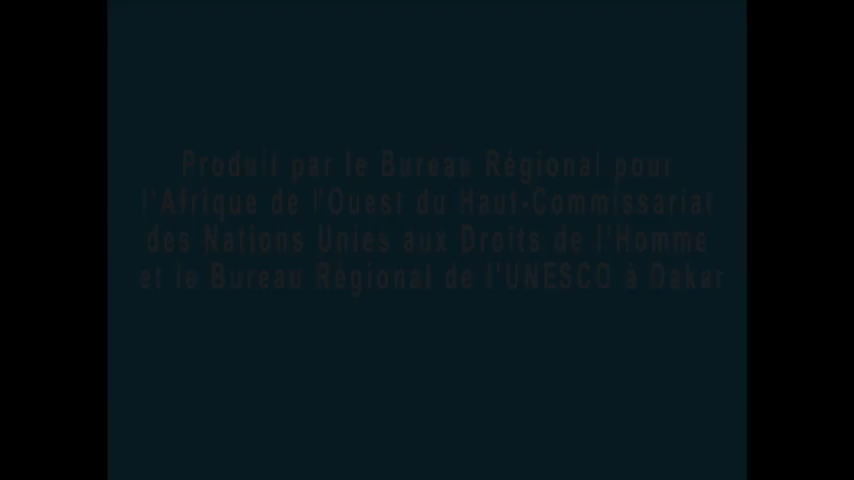 Produit par le Bureau Régional pour
l'Afrique de l'Ouest du Haut-Commissariat
des Nations Unies aux Droits de l'Homme
et le Bureau Régional de l'UNESCO à Dakar